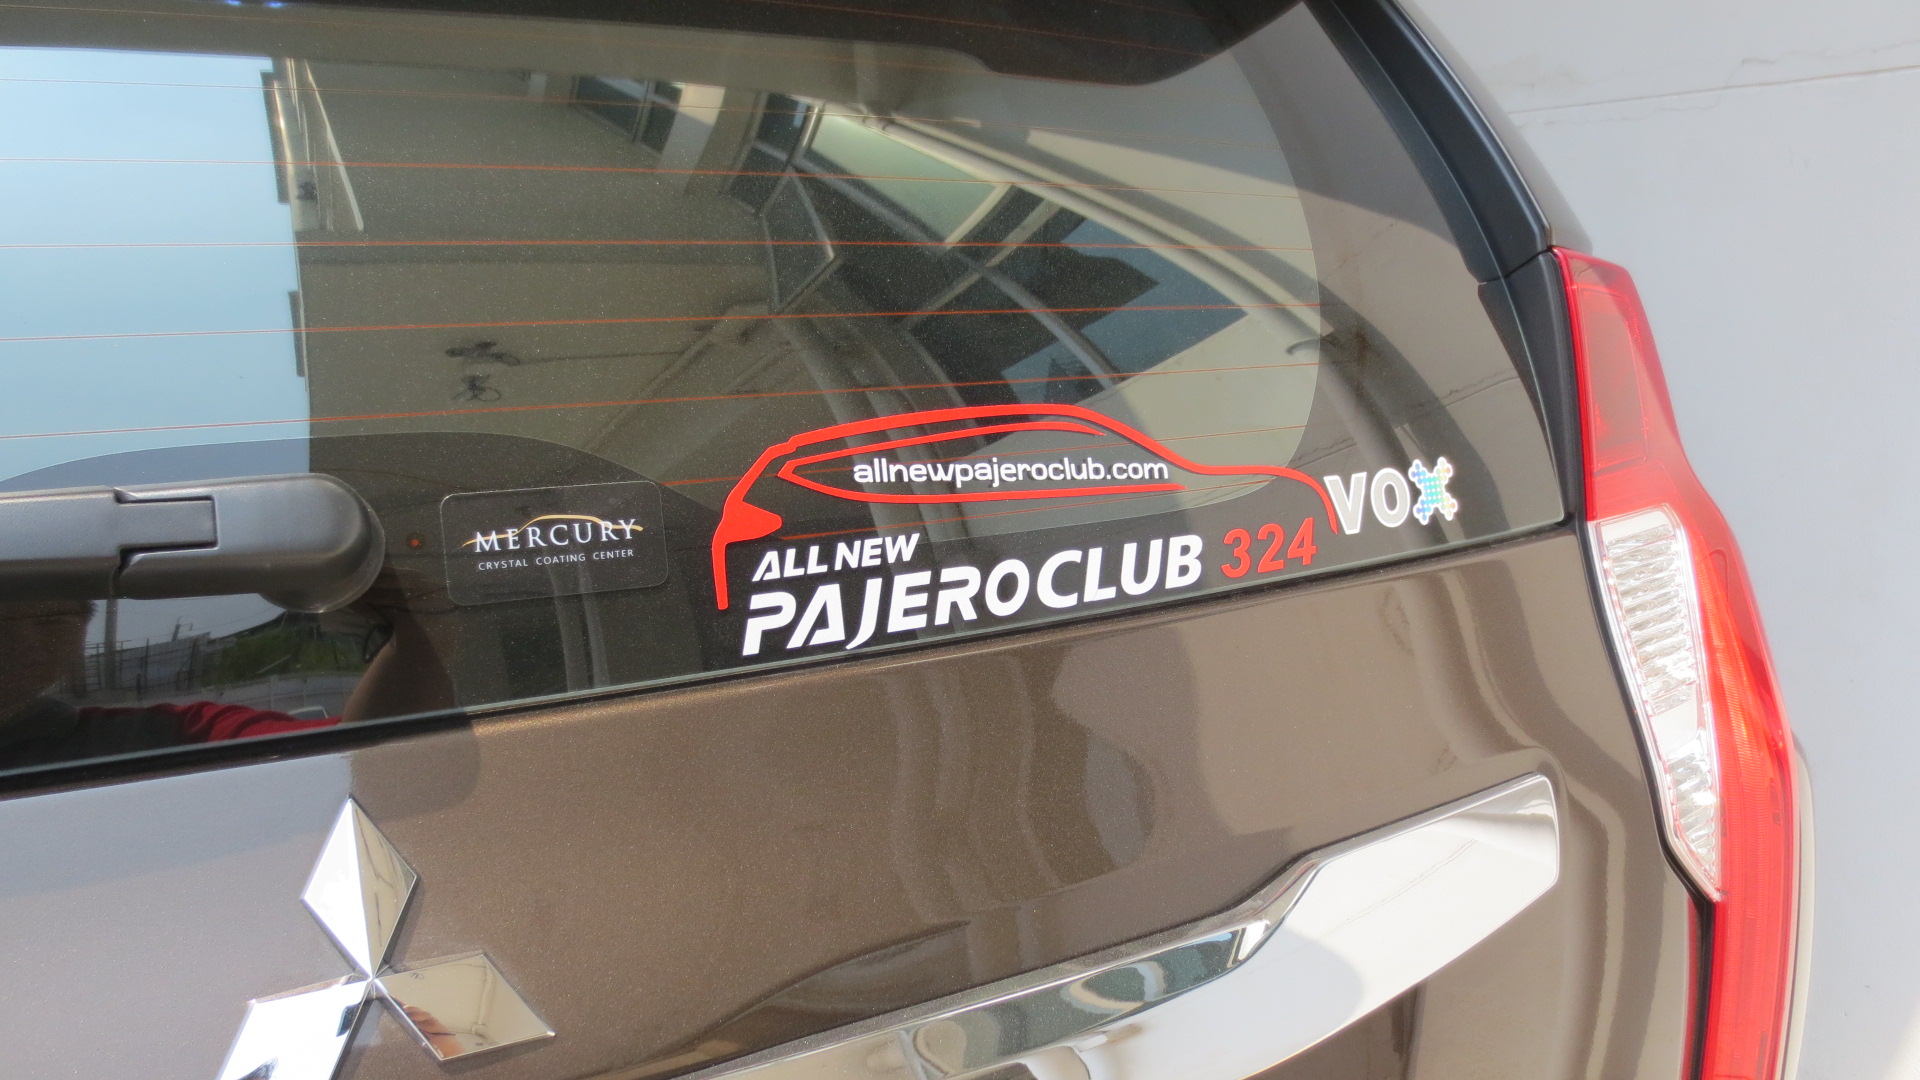 MERCURY
CRYSTAL COATING CENTER
allnewpajeroclub.com
ALL NEW
PAJEROCLUB 324
VOX